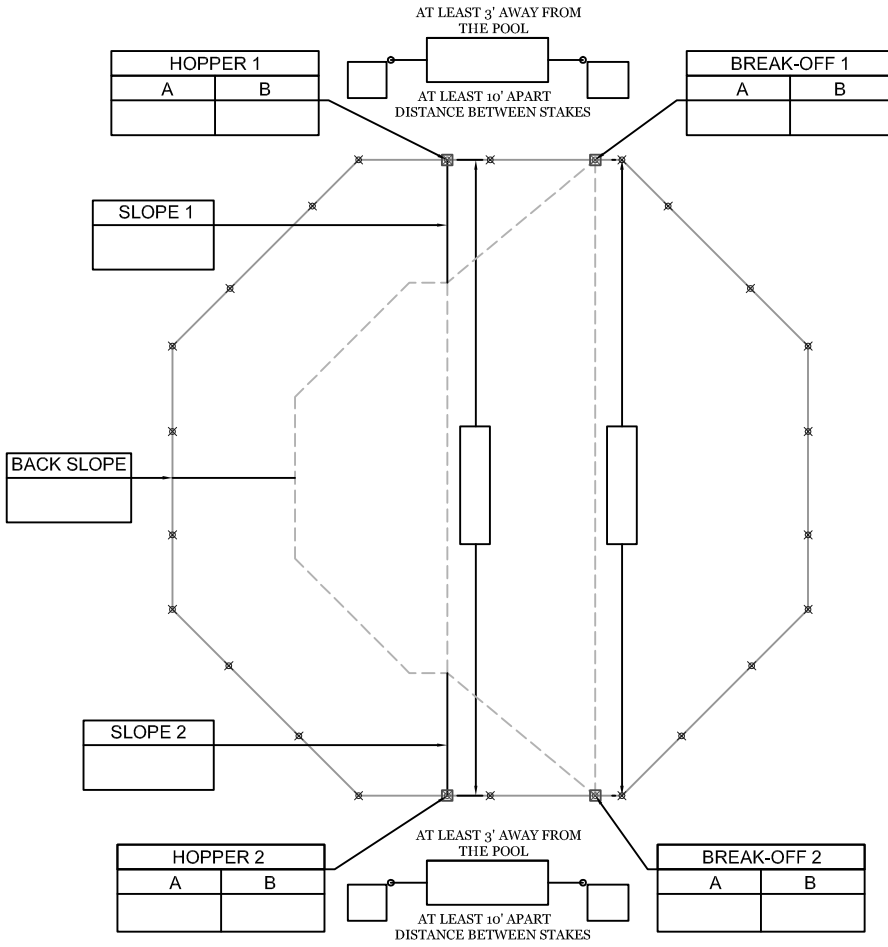 AT LEAST 3' AWAY FROM
THE POOL
HOPPER 1
A B
BREAK-OFF 1
A B
AT LEAST 10' APART
DISTANCE BETWEEN STAKES
SLOPE 1
BACK SLOPE
SLOPE 2
AT LEAST 3' AWAY FROM
THE POOL
HOPPER 2
A B
BREAK-OFF 2
A B
AT LEAST 10' APART
DISTANCE BETWEEN STAKES